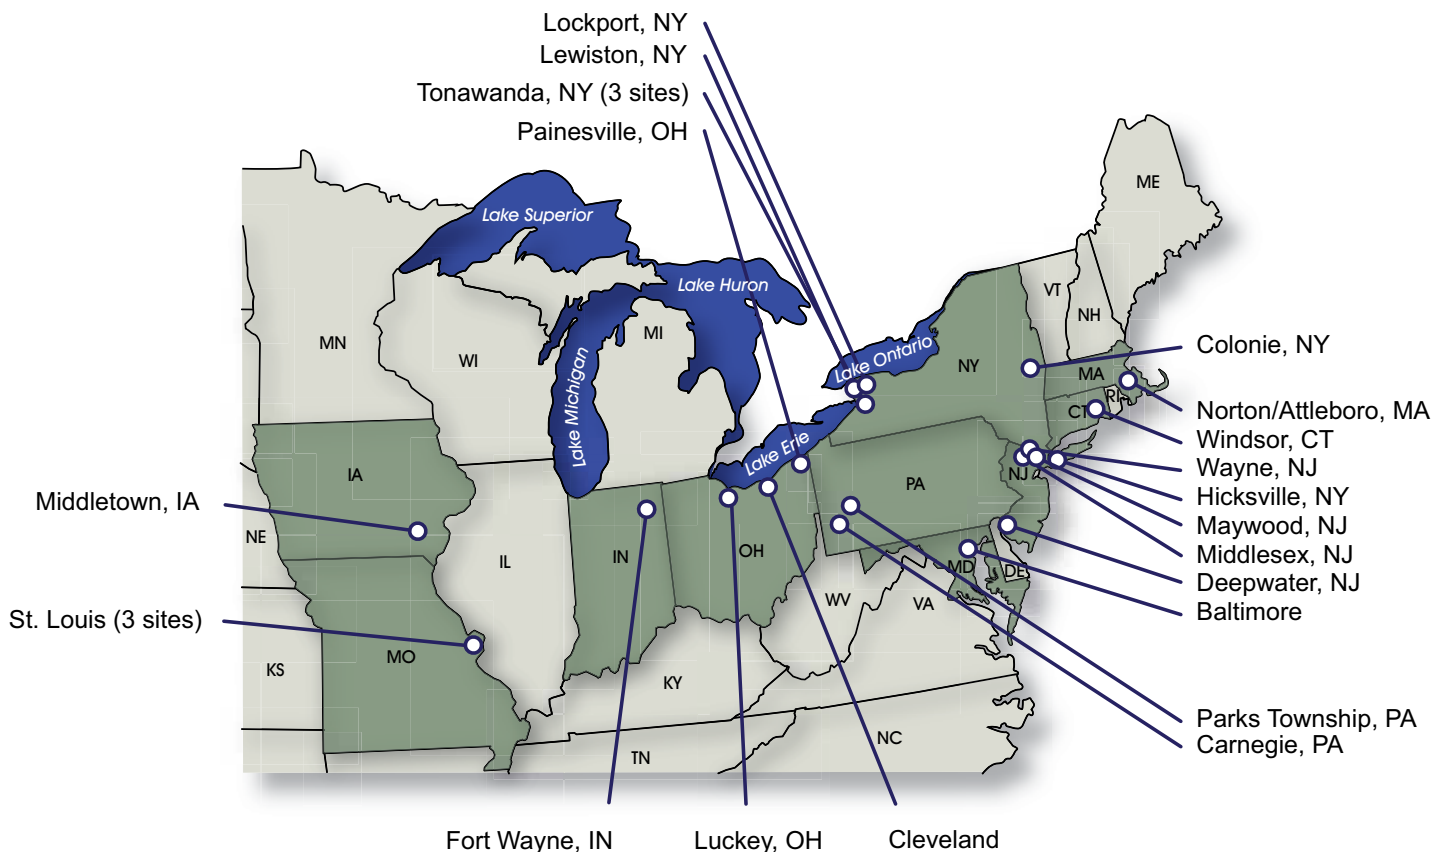 Lockport, NY
Lewiston, NY
Tonawanda, NY (3 sites)
Painesville, OH
ME
Lake Superior
Lake Huron
VT
NH
MN
WI
MI
Lake Michigan
Lake Ontario
NY
Colonie, NY
MA
RI
CT
Norton/Attleboro, MA
Windsor, CT
Wayne, NJ
Hicksville, NY
Maywood, NJ
Middlesex, NJ
Deepwater, NJ
Baltimore
Lake Erie
NJ
PA
IA
Middletown, IA
NE
IL
IN
OH
MD
DE
WV
VA
St. Louis (3 sites)
MO
KS
KY
Parks Township, PA
Carnegie, PA
NC
TN
Fort Wayne, IN
Luckey, OH
Cleveland